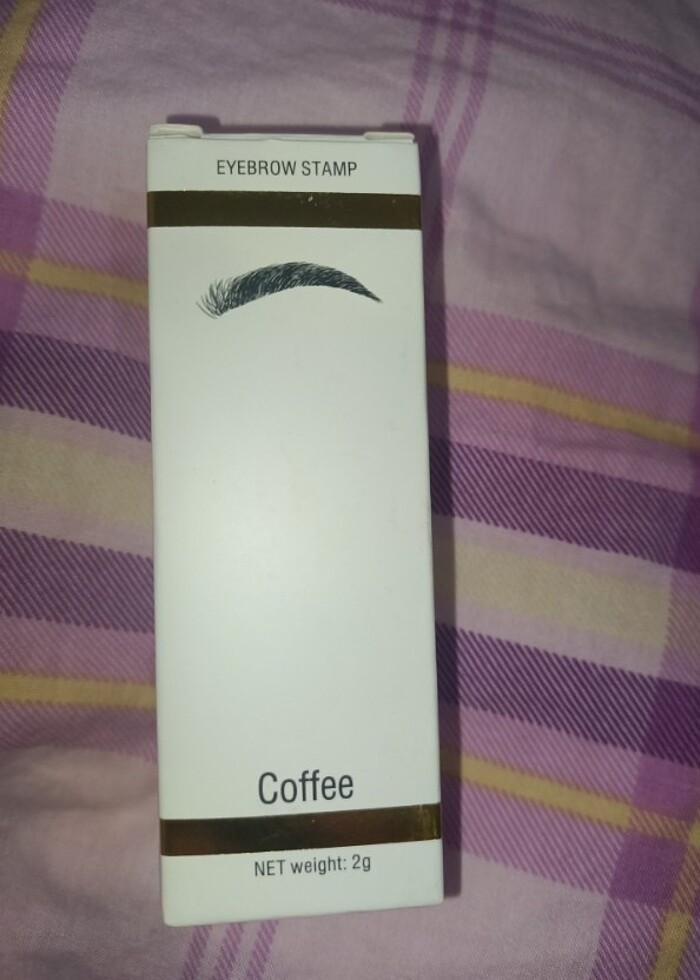 EYEBROW STAMP
Coffee
NET weight: 2g